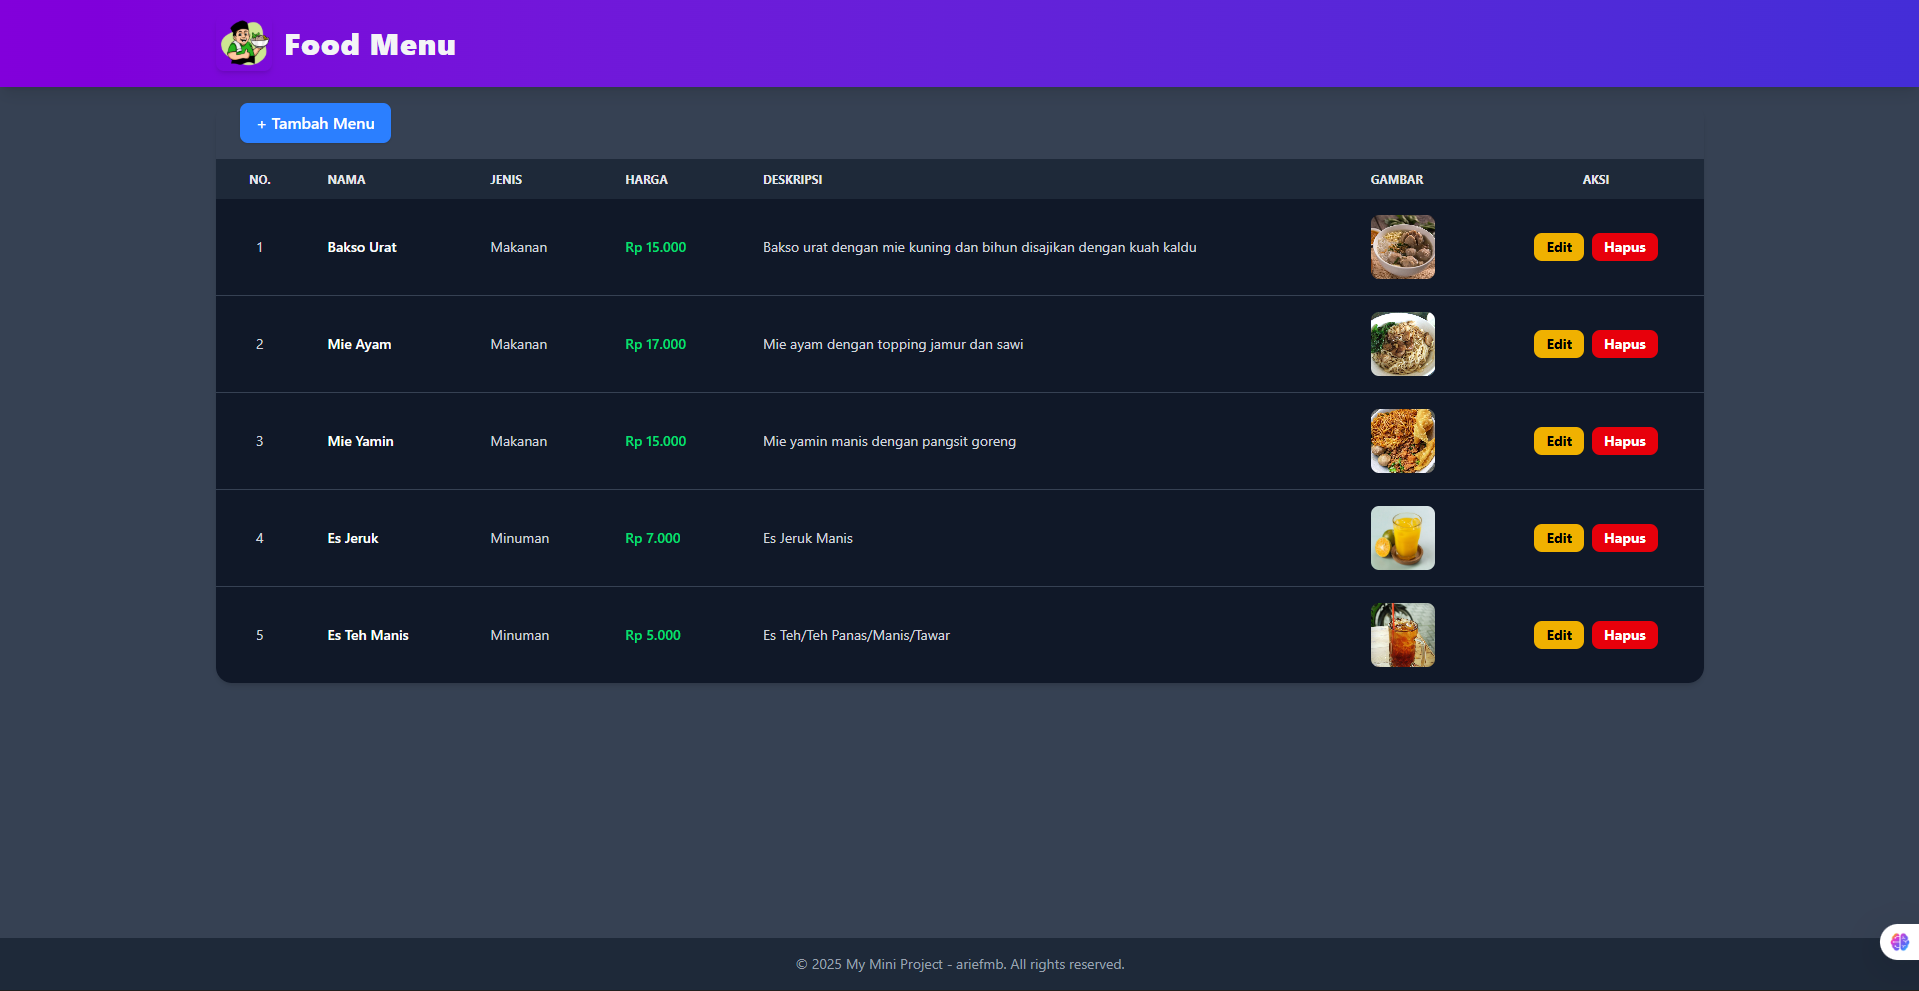 Food Menu
+ Tambah Menu
NO. NAMA JENIS HARGA DESKRIPSI GAMBAR AKSI
1 Bakso Urat Makanan Rp 15.000 Bakso urat dengan mie kuning dan bihun disajikan dengan kuah kaldu Edit Hapus
2 Mie Ayam Makanan Rp 17.000 Mie ayam dengan topping jamur dan sawi Edit Hapus
3 Mie Yamin Makanan Rp 15.000 Mie yamin manis dengan pangsit goreng Edit Hapus
4 Es Jeruk Minuman Rp 7.000 Es Jeruk Manis Edit Hapus
5 Es Teh Manis Minuman Rp 5.000 Es Teh/Teh Panas/Manis/Tawar Edit Hapus
© 2025 My Mini Project - ariefmb. All rights reserved.